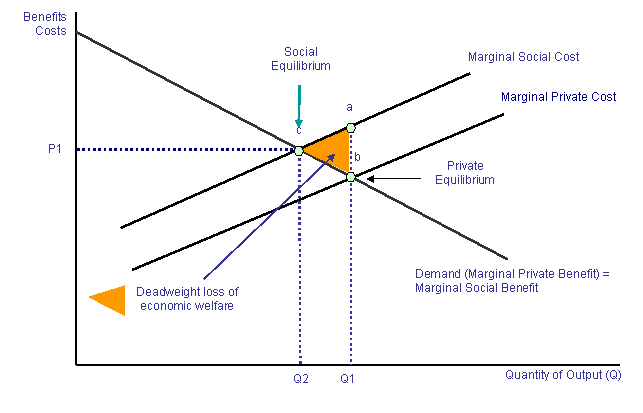 Benefits
Costs
Social
Equilibrium
Marginal Social Cost
a
Marginal Private Cost
c
P1
b
Private
Equilibrium
Demand (Marginal Private Benefit) =
Marginal Social Benefit
Deadweight loss of
economic welfare
Q2
Q1
Quantity of Output (Q)